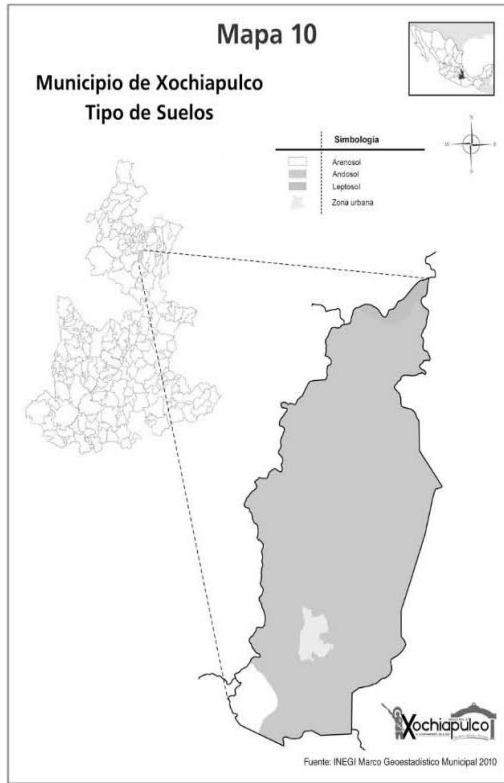 Mapa 10
Municipio de Xochiapulco
Tipo de Suelos
Simbología
Arenosol
Andosol
Leptosol
Zona urbana
N
S
Xochiapulco
Fuente: INEGI Marco Geoestadístico Municipal 2010